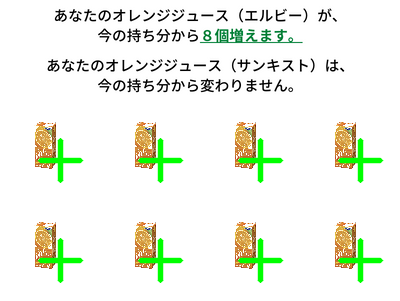 あなたのオレンジジュース（エルビー）が、
今の持ち分から８個増えます。
あなたのオレンジジュース（サンキスト）は、
今の持ち分から変わりません。